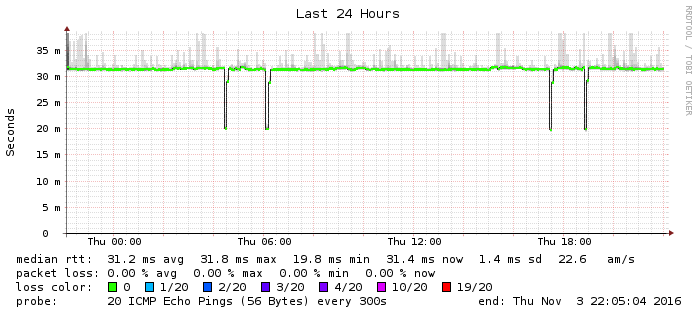 Last 24 Hours
RRDTOOL / TOBI OETIKER
Seconds
35 m
30 m
25 m
20 m
15 m
10 m
5 m
0
Thu 00:00 Thu 06:00 Thu 12:00 Thu 18:00
median rtt: 31.2 ms avg 31.8 ms max 19.8 ms min 31.4 ms now 1.4 ms sd 22.6 am/s
packet loss: 0.00 % avg 0.00 % max 0.00 % min 0.00 % now
loss color: 0 1/20 2/20 3/20 4/20 10/20 19/20
probe: 20 ICMP Echo Pings (56 Bytes) every 300s end: Thu Nov 3 22:05:04 2016